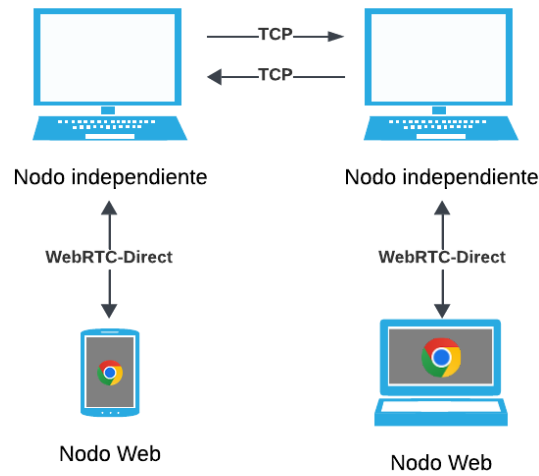 TCP
TCP
Nodo independiente
Nodo independiente
WebRTC-Direct
WebRTC-Direct
Nodo Web
Nodo Web